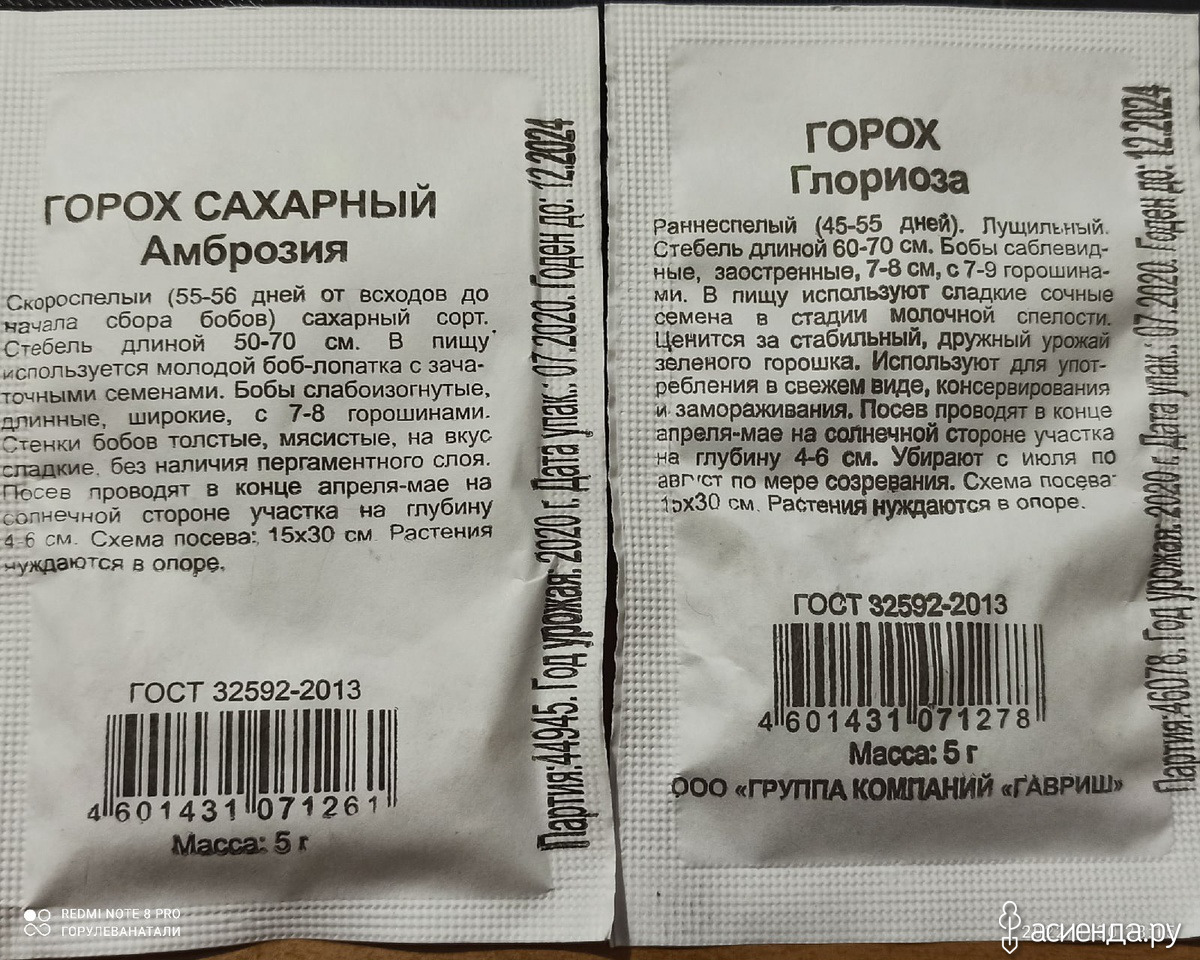 ГОРОХ САХАРНЫЙ
Амброзия
Скороспелый (55-56 дней от всходов до
начала сбора бобов) сахарный сорт.
Стебель длиной 50-70 см. В пищу
используется молодой боб-лопатка с зача-
точными семенами. Бобы слабоизогнутые,
длинные, широкие, с 7-8 горошинами.
Стенки бобов толстые, мясистые, на вкус
сладкие, без наличия пергаментного слоя.
Посев проводят в конце апреля-мае на
солнечной стороне участка на глубину
4-6 см. Схема посева: 15х30 см. Растения
нуждаются в опоре.
ГОСТ 32592-2013
4 601431 071261
Масса: 5 г
Партия:44945. Год урожая: 2020 г. Дата упак.: 07.2020. Годен до: 12.2024
ГОРОХ
Глориоза
Раннеспелый (45-55 дней). Лущильный.
Стебель длиной 60-70 см. Бобы саблевид-
ные, заостренные, 7-8 см, с 7-9 горошина-
ми. В пищу используют сладкие сочные
семена в стадии молочной спелости.
Ценится за стабильный, дружный урожай
зеленого горошка. Используют для упот-
ребления в свежем виде, консервирования
и замораживания. Посев проводят в конце
апреля-мае на солнечной стороне участка
на глубину 4-6 см. Убирают с июля по
август по мере созревания. Схема посева
15х30 см. Растения нуждаются в опоре.
ГОСТ 32592-2013
4 601431 071278
Масса: 5 г
ООО «ГРУППА КОМПАНИЙ «ГАВРИШ»
Партия:46078. Год урожая: 2020 г. Дата упак.: 07.2020. Годен до: 12.2024
REDMI NOTE 8 PRO
ГОРУЛЕВАНАТАЛИ
асиенда.ру